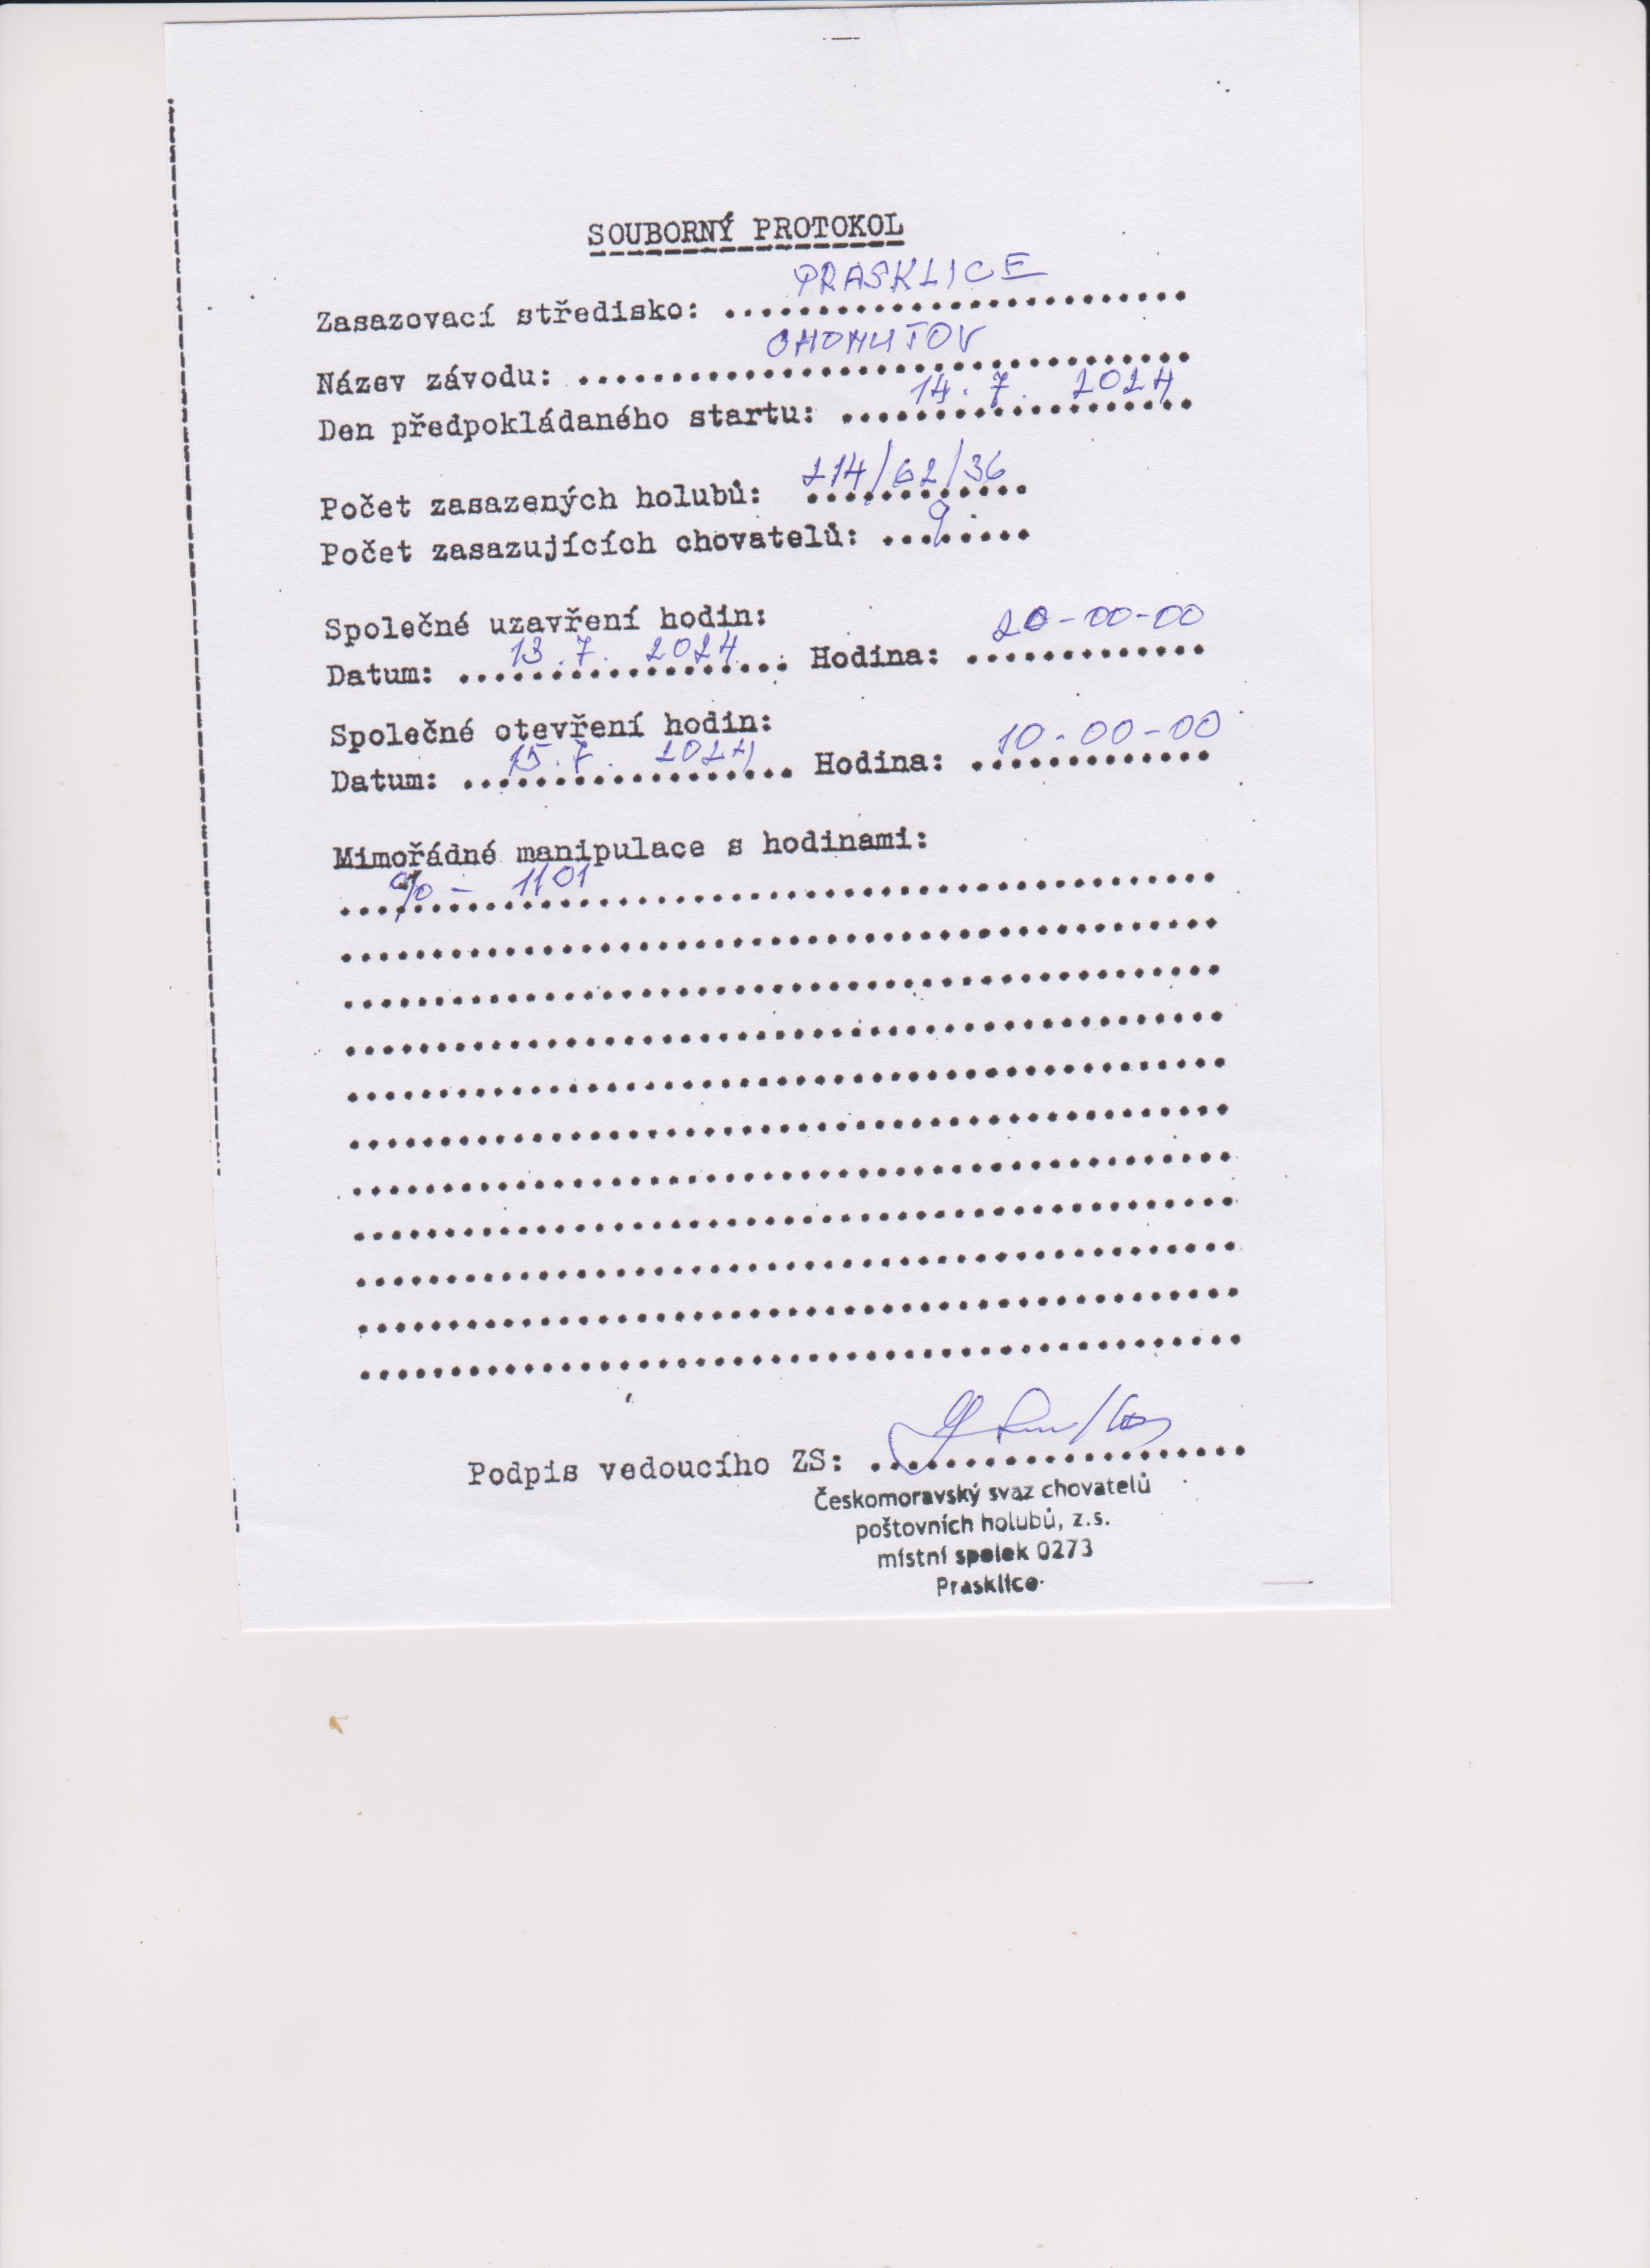 SOUBORNÝ PROTOKOL
Zasazovací středisko: PRASKLICE
Název závodu: CHOMUTOV
Den předpokládaného startu: 14. 7. 2024
Počet zasazených holubů: 214/62/36
Počet zasazujících chovatelů: 9
Společné uzavření hodin:
Datum: 13. 7. 2024 Hodina: 20-00-00
Společné otevření hodin:
Datum: 15. 7. 2024 Hodina: 10-00-00
Mimořádné manipulace s hodinami:
% - 1101
Podpis vedoucího ZS:
Českomoravský svaz chovatelů
poštovních holubů, z.s.
místní spolek 0273
Prasklice